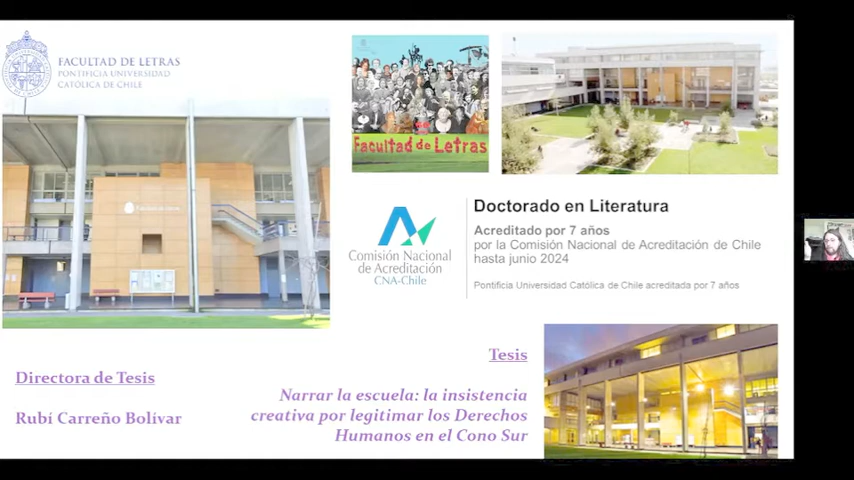 FACULTAD DE LETRAS
PONTIFICIA UNIVERSIDAD
CATÓLICA DE CHILE
Facultad de Letras
Doctorado en Literatura
Acreditado por 7 años
por la Comisión Nacional de Acreditación de Chile
hasta junio 2024
Pontificia Universidad Católica de Chile acreditada por 7 años
Comisión Nacional
de Acreditación
CNA-Chile
Directora de Tesis
Rubí Carreño Bolívar
Tesis
Narrar la escuela: la insistencia
creativa por legitimar los Derechos
Humanos en el Cono Sur